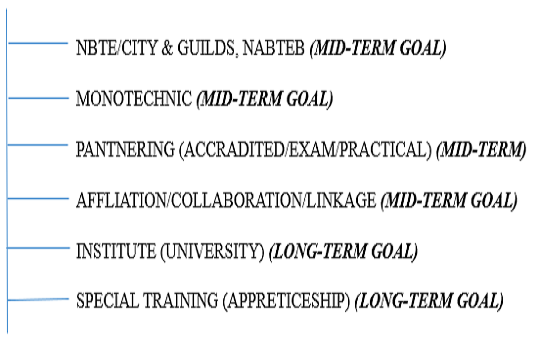 NBTE/CITY & GUILDS, NABTEB (MID-TERM GOAL)
MONOTECHNIC (MID-TERM GOAL)
PANTNERING (ACCRADITED/EXAM/PRACTICAL) (MID-TERM)
AFFLIATION/COLLABORATION/LINKAGE (MID-TERM GOAL)
INSTITUTE (UNIVERSITY) (LONG-TERM GOAL)
SPECIAL TRAINING (APPRETICESHIP) (LONG-TERM GOAL)